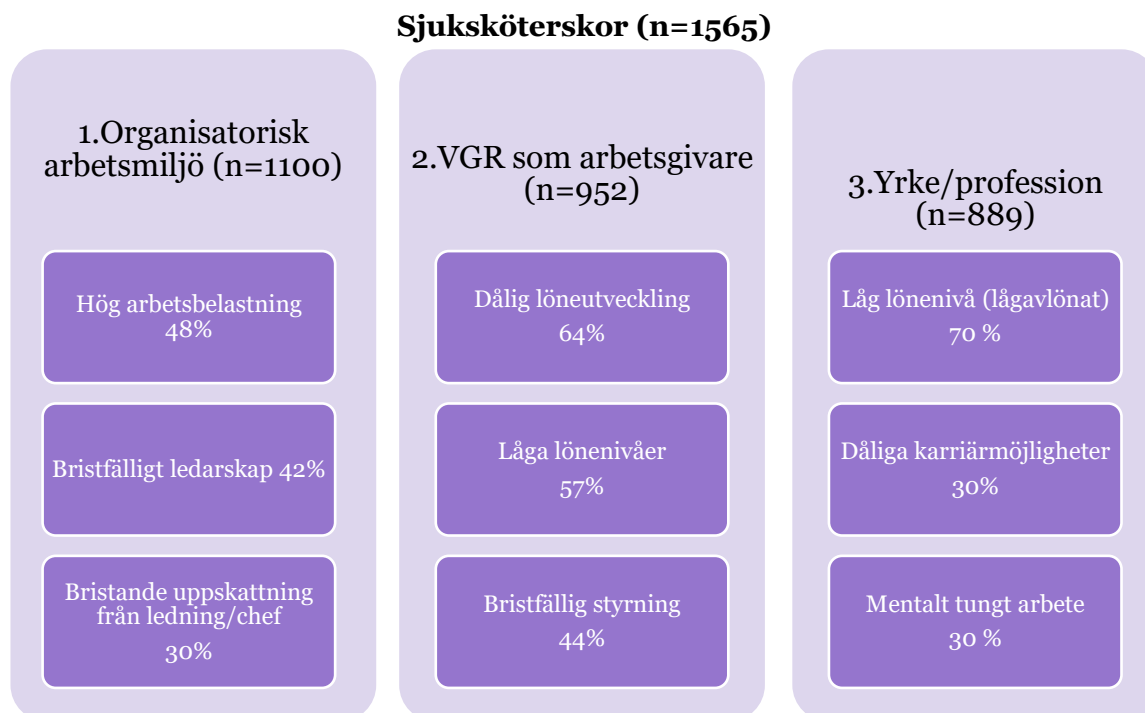 Sjuksköterskor (n=1565)
1.Organisatorisk
arbetsmiljö (n=1100)
Hög arbetsbelastning
48%
Bristfälligt ledarskap 42%
Bristande uppskattning
från ledning/chef
30%
2.VGR som arbetsgivare
(n=952)
Dålig löneutveckling
64%
Låga lönenivåer
57%
Bristfällig styrning
44%
3.Yrke/profession
(n=889)
Låg lönenivå (lågavlönat)
70 %
Dåliga karriärmöjligheter
30%
Mentalt tungt arbete
30 %